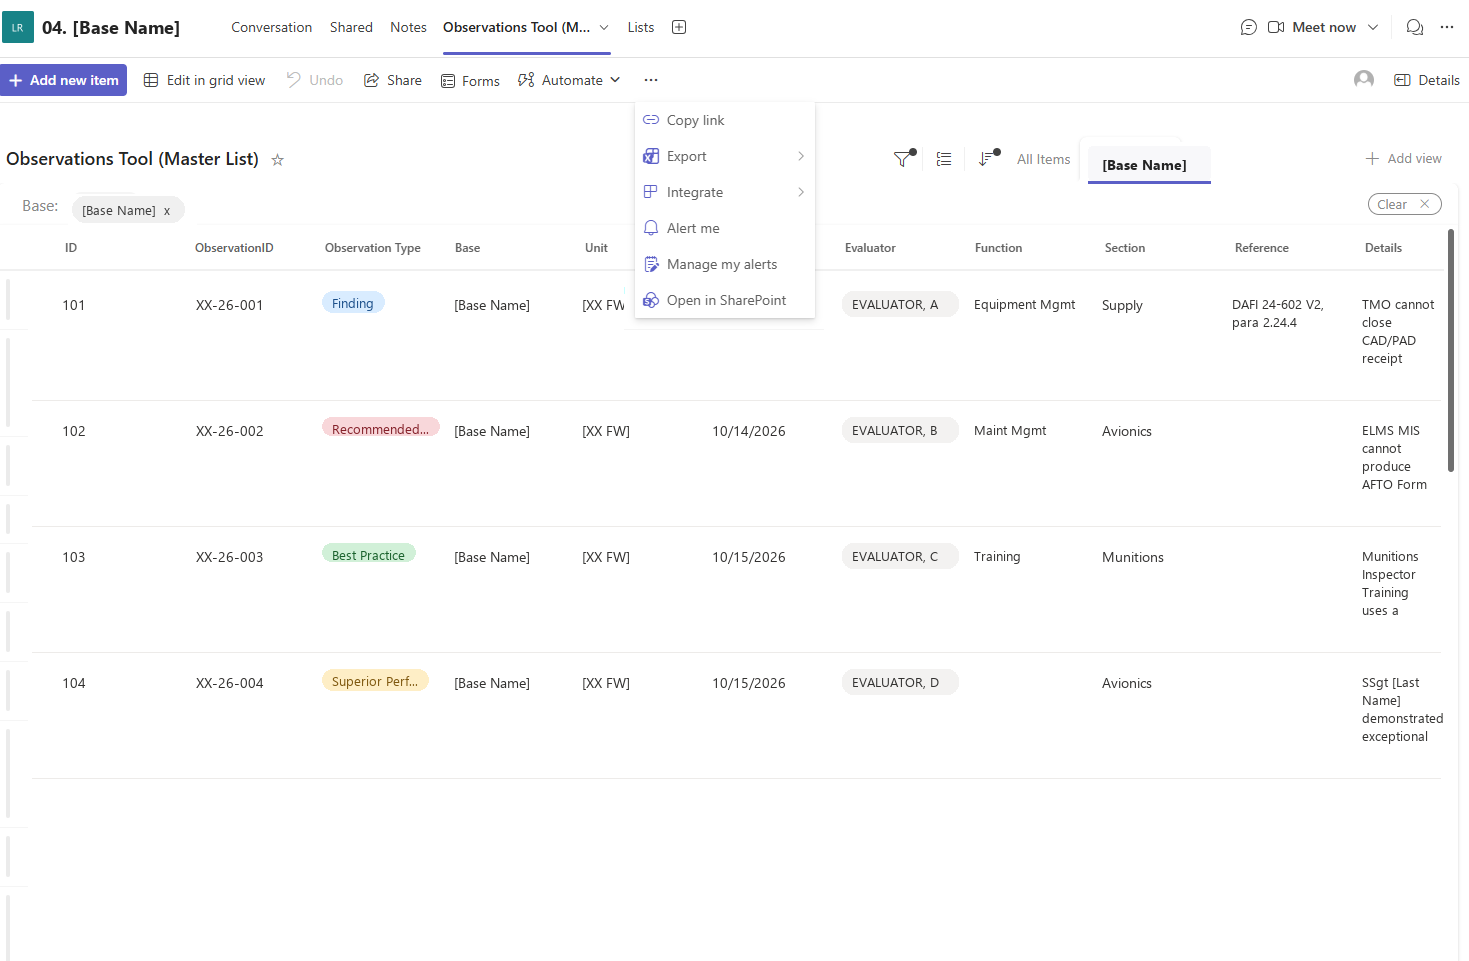 LR
04. [Base Name]
Conversation
Shared
Notes
Observations Tool (M...
Lists
Meet now
Add new item
Edit in grid view
Undo
Share
Forms
Automate
Details
Copy link
Export
Integrate
Alert me
Manage my alerts
Open in SharePoint
Observations Tool (Master List)
All Items
[Base Name]
Add view
Base:
[Base Name] x
Clear
ID
ObservationID
Observation Type
Base
Unit
Evaluator
Function
Section
Reference
Details
101
XX-26-001
Finding
[Base Name]
[XX FW
EVALUATOR, A
Equipment Mgmt
Supply
DAFI 24-602 V2,
para 2.24.4
TMO cannot
close
CAD/PAD
receipt
102
XX-26-002
Recommended...
[Base Name]
[XX FW]
10/14/2026
EVALUATOR, B
Maint Mgmt
Avionics
ELMS MIS
cannot
produce
AFTO Form
103
XX-26-003
Best Practice
[Base Name]
[XX FW]
10/15/2026
EVALUATOR, C
Training
Munitions
Munitions
Inspector
Training
uses a
104
XX-26-004
Superior Perf...
[Base Name]
[XX FW]
10/15/2026
EVALUATOR, D
Avionics
SSgt [Last
Name]
demonstrated
exceptional